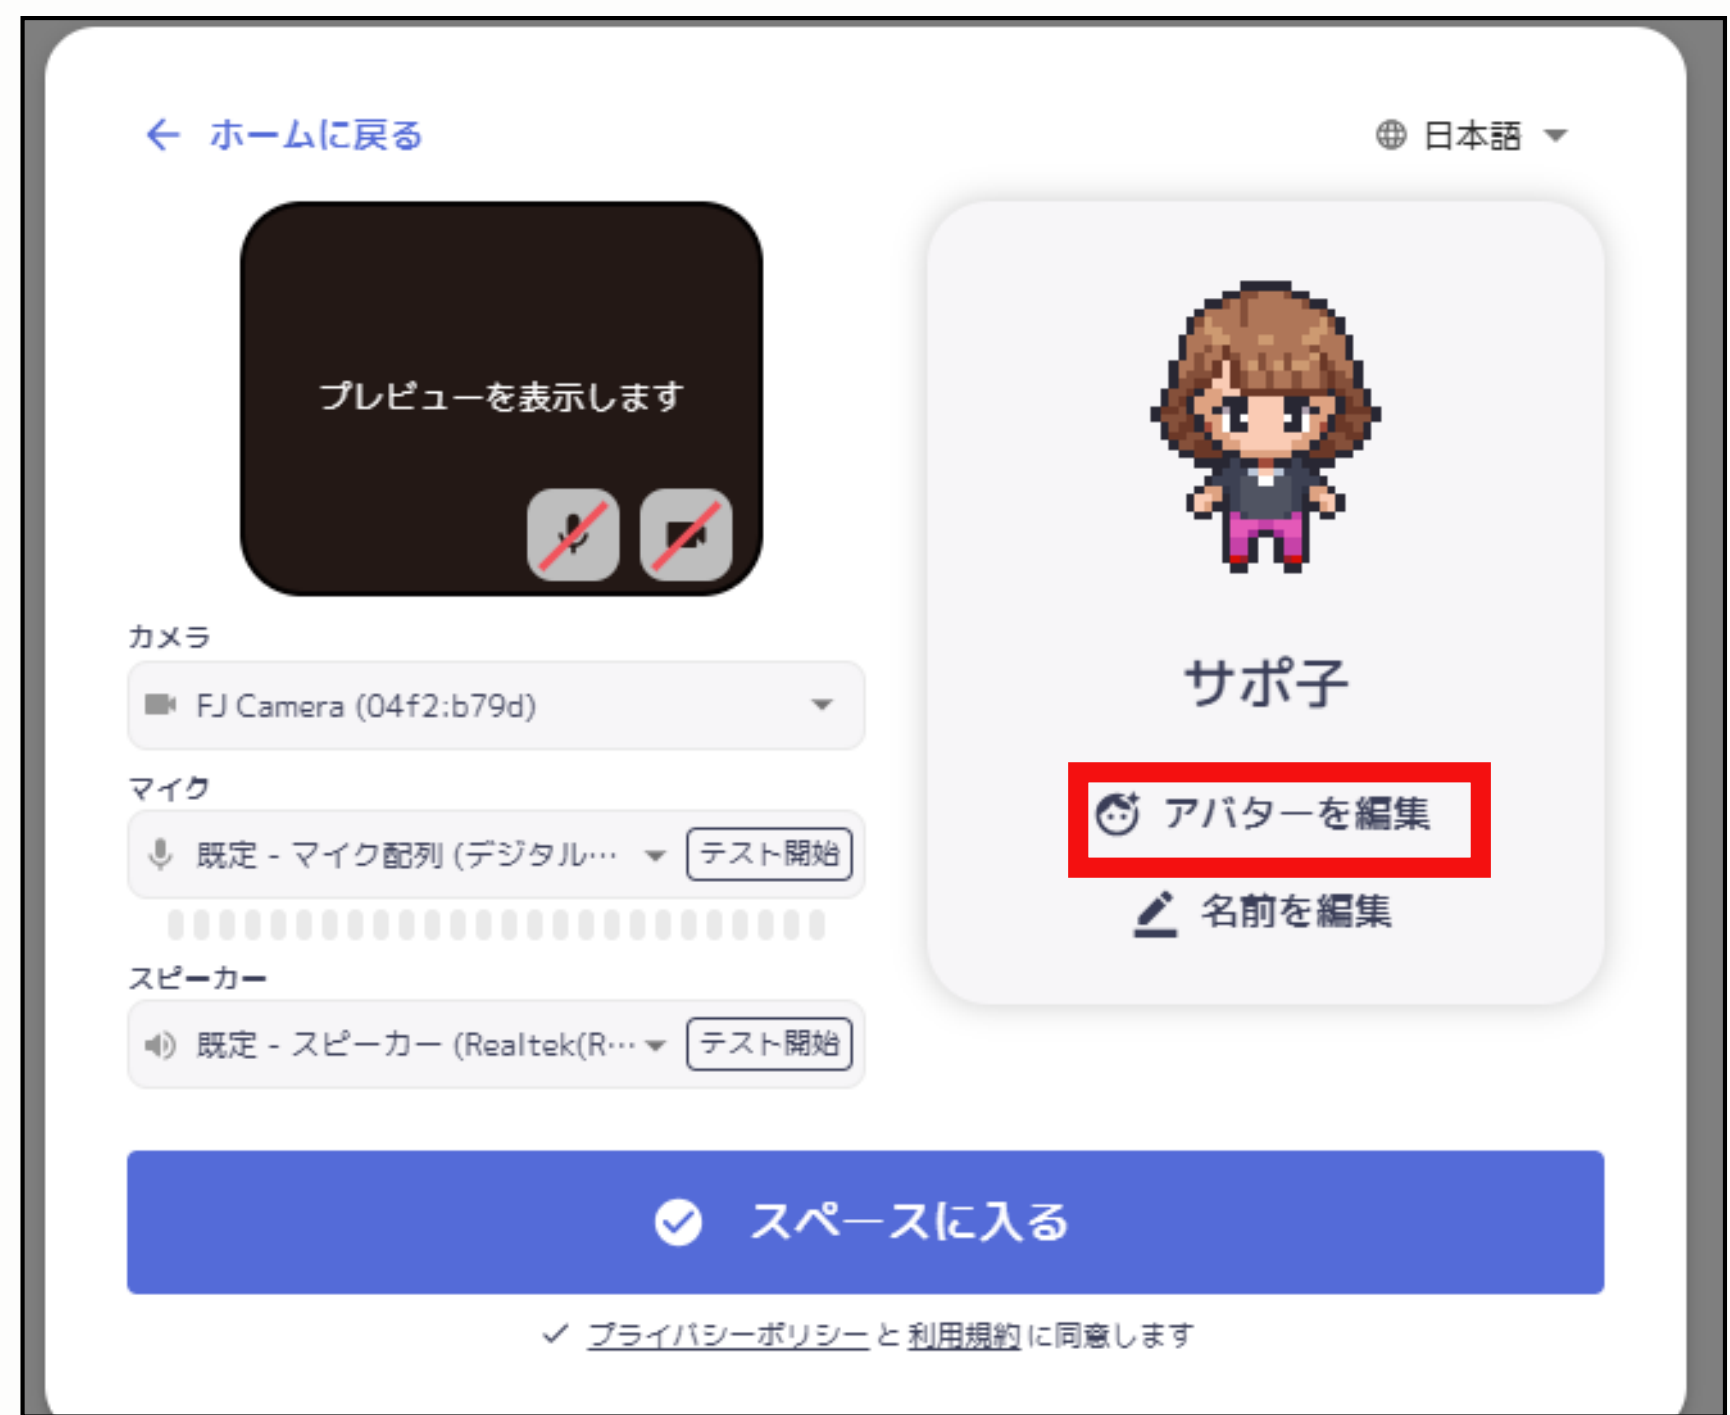 ← ホームに戻る
日本語
プレビューを表示します
カメラ
FJ Camera (04f2:b79d)
マイク
既定 - マイク配列 (デジタル…
テスト開始
スピーカー
既定 - スピーカー (Realtek(R…
テスト開始
サポ子
アバターを編集
名前を編集
スペースに入る
プライバシーポリシーと利用規約に同意します